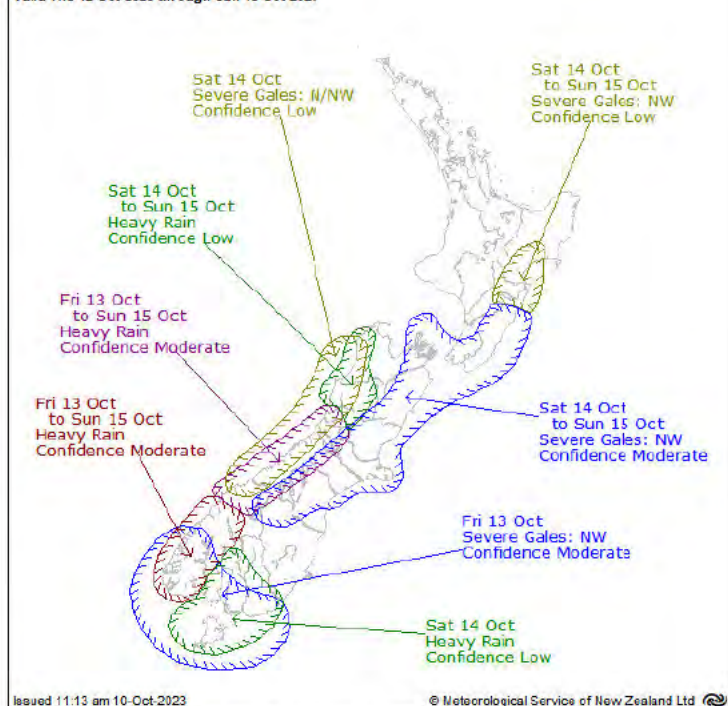 Sat 14 Oct
Severe Gales: N/NW
Confidence Low
Sat 14 Oct
to Sun 15 Oct
Severe Gales: NW
Confidence Low
Sat 14 Oct
to Sun 15 Oct
Heavy Rain
Confidence Low
Fri 13 Oct
to Sun 15 Oct
Heavy Rain
Confidence Moderate
Fri 13 Oct
to Sun 15 Oct
Heavy Rain
Confidence Moderate
Sat 14 Oct
to Sun 15 Oct
Severe Gales: NW
Confidence Moderate
Fri 13 Oct
Severe Gales: NW
Confidence Moderate
Sat 14 Oct
Heavy Rain
Confidence Low
Issued 11:13 am 10-Oct-2023
© Meteorological Service of New Zealand Ltd